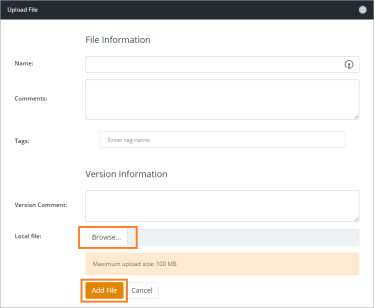 Upload File
File Information
Name:
Comments:
Tags:
Enter tag name
Version Information
Version Comment:
Local file:
Browse...
Maximum upload size: 100 MB
Add File
Cancel